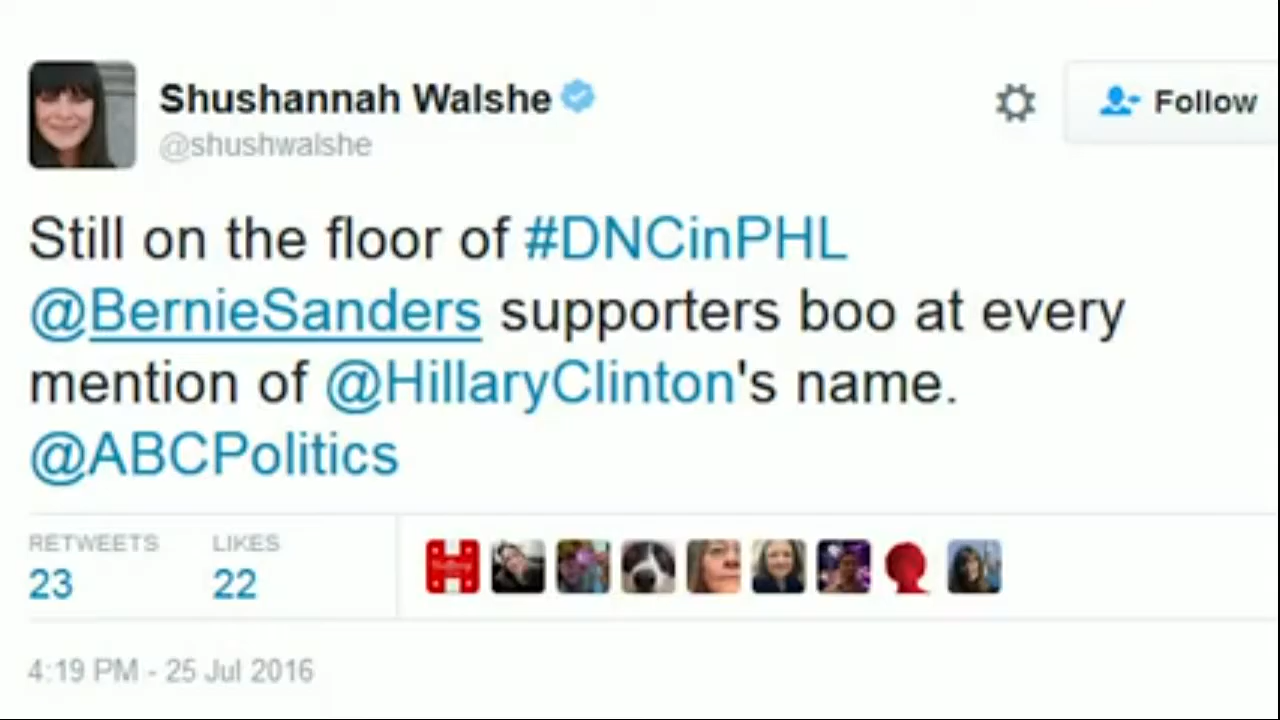 Shushannah Walshe
@shushwalshe
Follow
Still on the floor of #DNCinPHL
@BernieSanders supporters boo at every
mention of @HillaryClinton's name.
@ABCPolitics
RETWEETS LIKES
23 22
4:19 PM - 25 Jul 2016